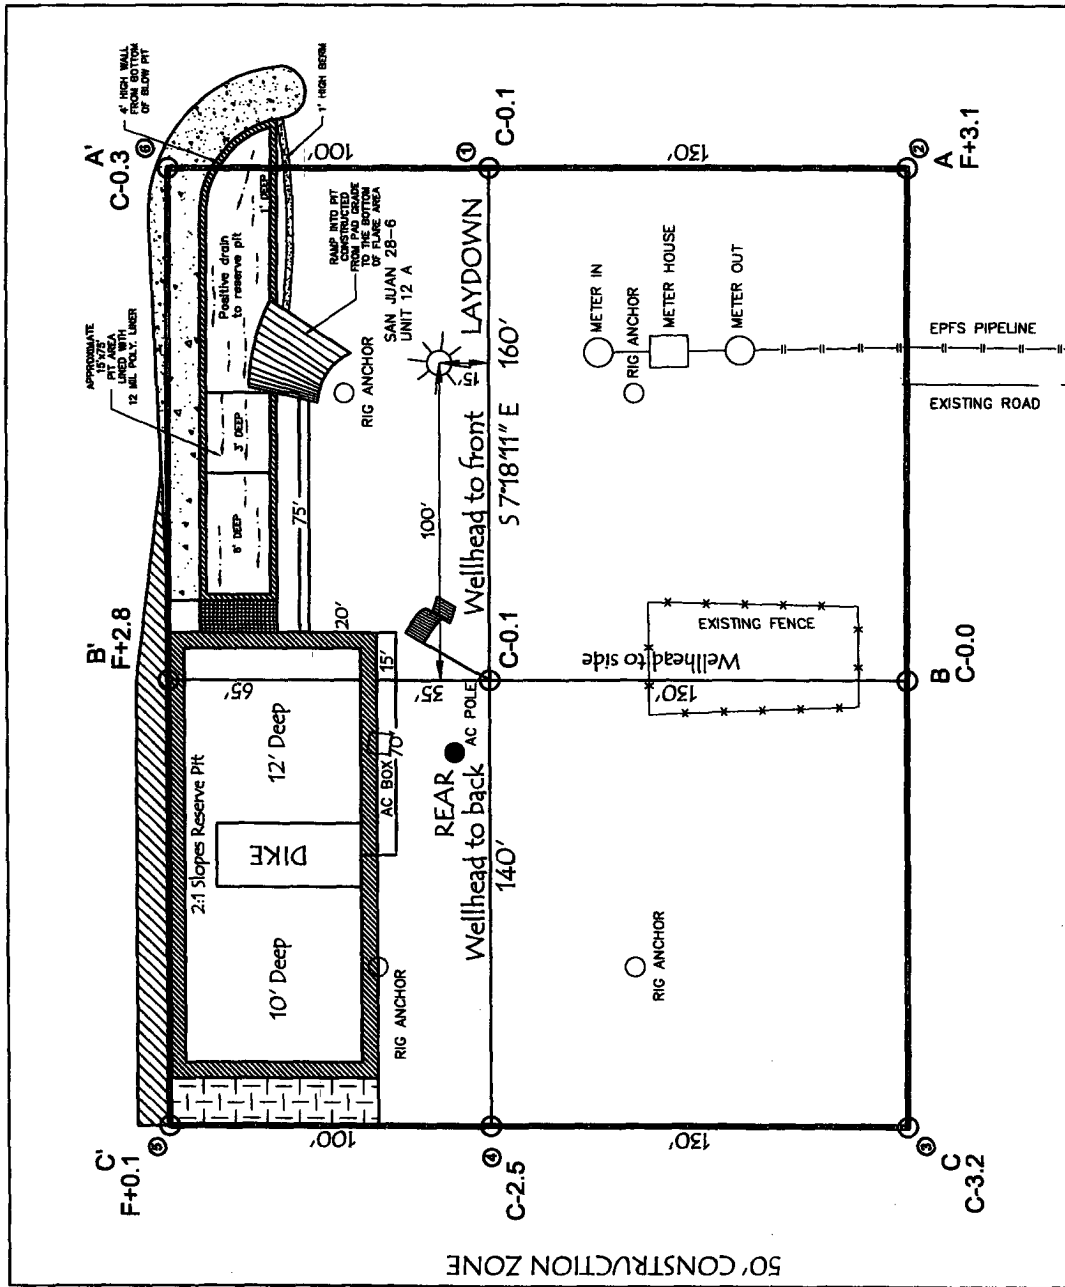 4' HIGH WALL
FROM BOTTOM
OF BLOW PIT
1' HIGH BERM
A'
C-0.3
⑥
100'
①
C-0.1
130'
②
A
F+3.1
APPROXIMATE
15'x75'
PIT AREA
LINED WITH
12 MIL POLY. LINER
Positive drain
to reserve pit
1' DEEP
3' DEEP
6' DEEP
RAMP INTO PIT
CONSTRUCTED
FROM PAD GRADE
TO THE BOTTOM
OF FLARE AREA
SAN JUAN 28-6
UNIT 12 A
RIG ANCHOR
75'
LAYDOWN
160'
15'
100'
Wellhead to front
S 7°18'11" E
METER IN
RIG ANCHOR
METER HOUSE
METER OUT
EPFS PIPELINE
EXISTING ROAD
B'
F+2.8
20'
15'
65'
35'
C-0.1
EXISTING FENCE
Wellhead to side
130'
B
C-0.0
2:1 Slopes Reserve Pit
12' Deep
DIKE
10' Deep
AC BOX
70'
AC POLE
REAR
Wellhead to back
140'
RIG ANCHOR
RIG ANCHOR
C'
F+0.1
⑤
100'
④
C-2.5
130'
③
C
C-3.2
50' CONSTRUCTION ZONE